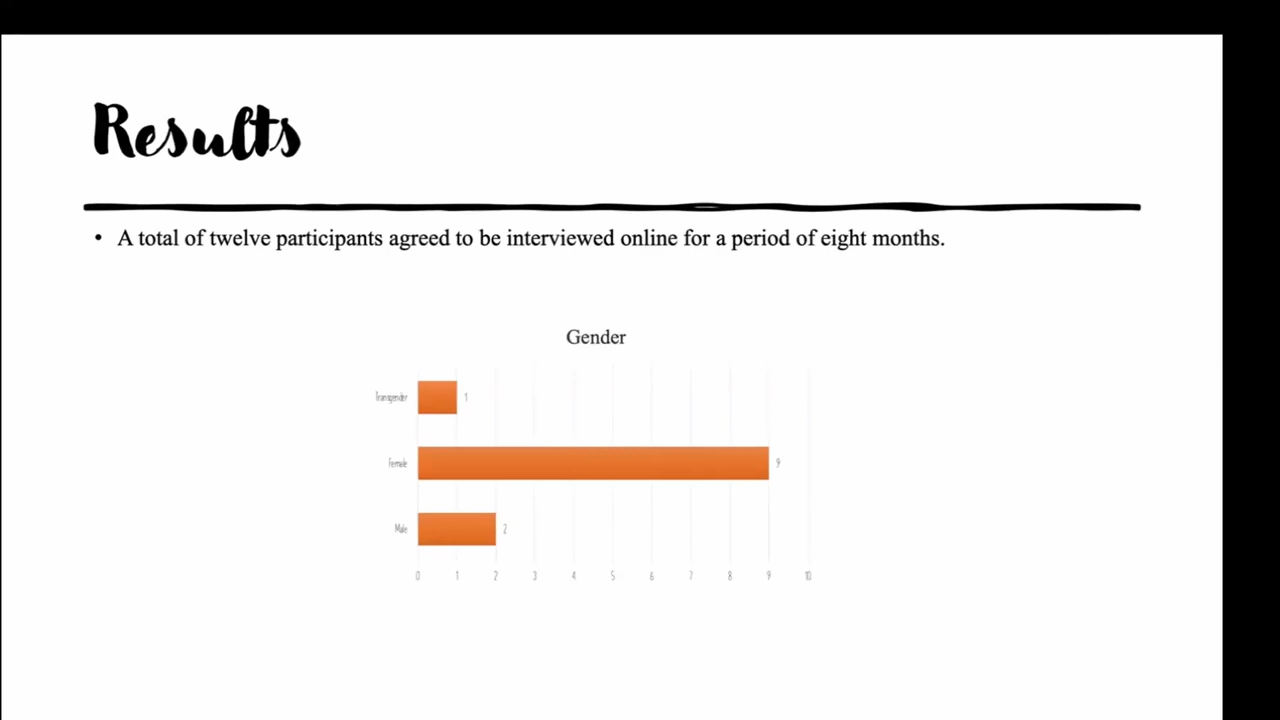 Results
• A total of twelve participants agreed to be interviewed online for a period of eight months.
Gender
Transgender 1
Female 9
Male 2
0 1 2 3 4 5 6 7 8 9 10